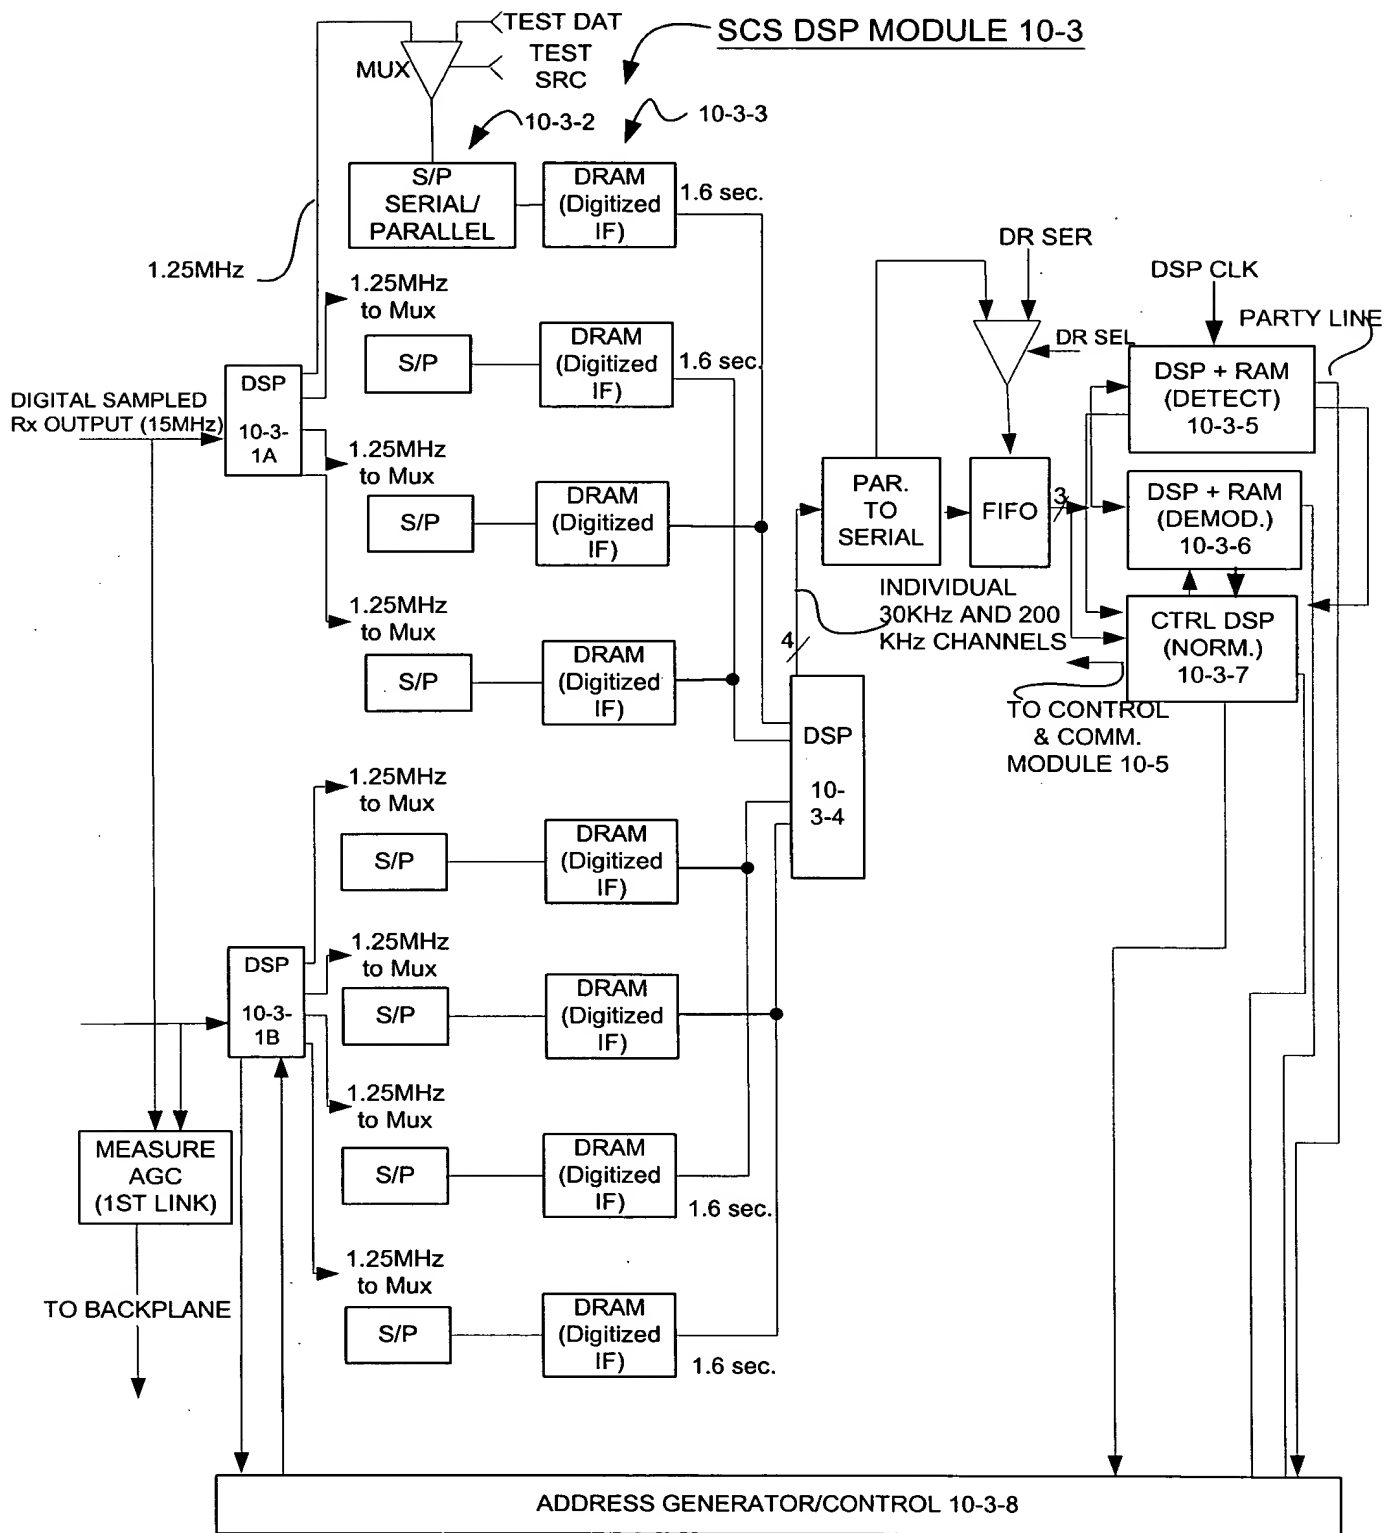 TEST DAT
SCS DSP MODULE 10-3
MUX
TEST
SRC
10-3-2
10-3-3
S/P
SERIAL/
PARALLEL
DRAM
(Digitized
IF)
1.6 sec.
1.25MHz
1.25MHz
to Mux
S/P
DRAM
(Digitized
IF)
1.6 sec.
DR SER
DSP CLK
PARTY LINE
DR SEL
DIGITAL SAMPLED
Rx OUTPUT (15MHz)
DSP
10-3-
1A
1.25MHz
to Mux
S/P
DRAM
(Digitized
IF)
1.25MHz
to Mux
S/P
DRAM
(Digitized
IF)
PAR.
TO
SERIAL
FIFO
3
DSP + RAM
(DETECT)
10-3-5
DSP + RAM
(DEMOD.)
10-3-6
CTRL DSP
(NORM.)
10-3-7
INDIVIDUAL
30KHz AND 200
KHz CHANNELS
4
TO CONTROL
& COMM.
MODULE 10-5
DSP
10-
3-4
1.25MHz
to Mux
S/P
DRAM
(Digitized
IF)
DSP
10-3-
1B
1.25MHz
to Mux
S/P
DRAM
(Digitized
IF)
1.25MHz
to Mux
S/P
DRAM
(Digitized
IF)
1.6 sec.
MEASURE
AGC
(1ST LINK)
1.25MHz
to Mux
S/P
DRAM
(Digitized
IF)
1.6 sec.
TO BACKPLANE
ADDRESS GENERATOR/CONTROL 10-3-8